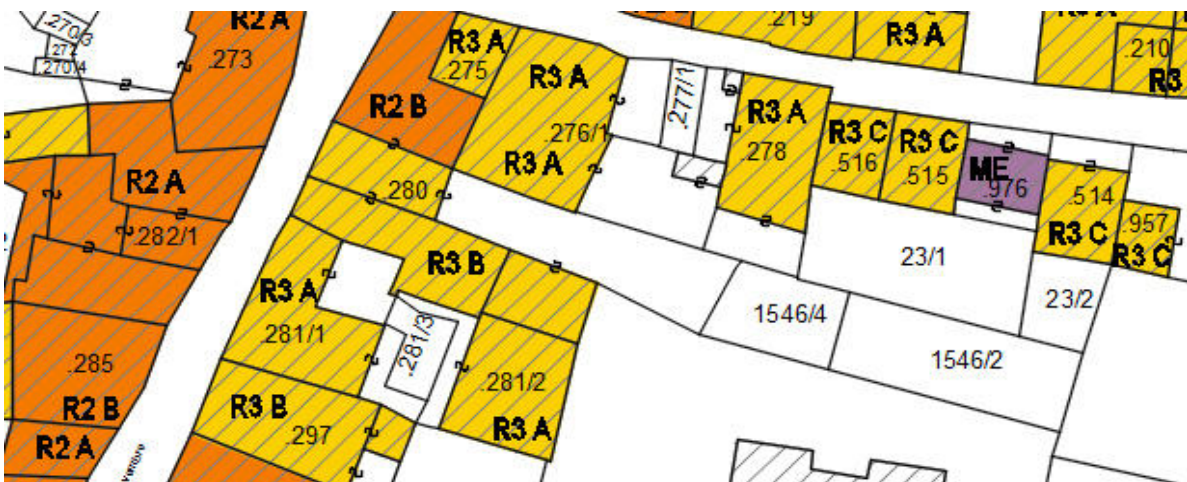 R2 A
.219
R3 A
R3 A
.270/3
.272
.270/4
.273
R3 A
.275
R3 A
.210
R3
R2 B
.276/1
.277/1
R3 A
.278
R3 C
.516
R3 C
.515
ME
.976
R3 A
R2 A
.280
.514
.957
R3 C
R3 C
.282/1
23/1
R3 B
R3 A
23/2
.281/1
.281/3
1546/4
1546/2
.285
.281/2
R2 B
R3 B
.297
R3 A
R2 A